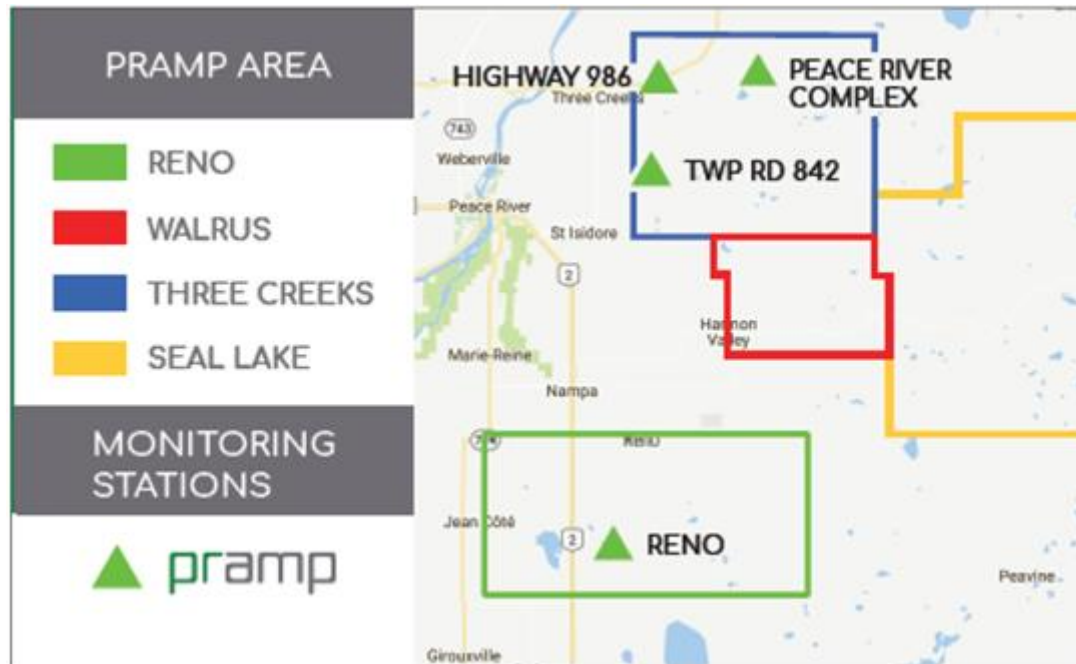 PRAMP AREA
RENO
WALRUS
THREE CREEKS
SEAL LAKE
MONITORING
STATIONS
pramp
HIGHWAY 986
PEACE RIVER
COMPLEX
Three Creeks
743
Weberville
TWP RD 842
Peace River
St Isidore
2
Harmon
Valley
Marie-Reine
Nampa
Reno
Jean Côté
2
RENO
Peavine
Girouxville